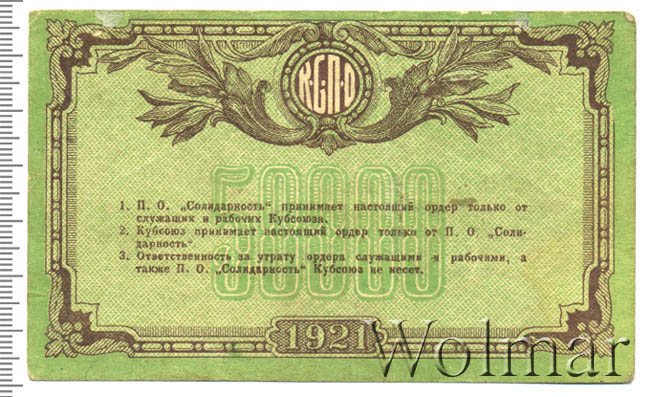 К.С.П.О
50000
1. П. О. „Солидарность“ принимает настоящий ордер только от
служащих и рабочих Кубсоюза.
2. Кубсоюз принимает настоящий ордер только от П. О. „Соли-
дарность“
3. Ответственность за утрату ордера служащими и рабочими, а
также П. О. „Солидарность“ Кубсоюз не несет.
1921
Wolmar